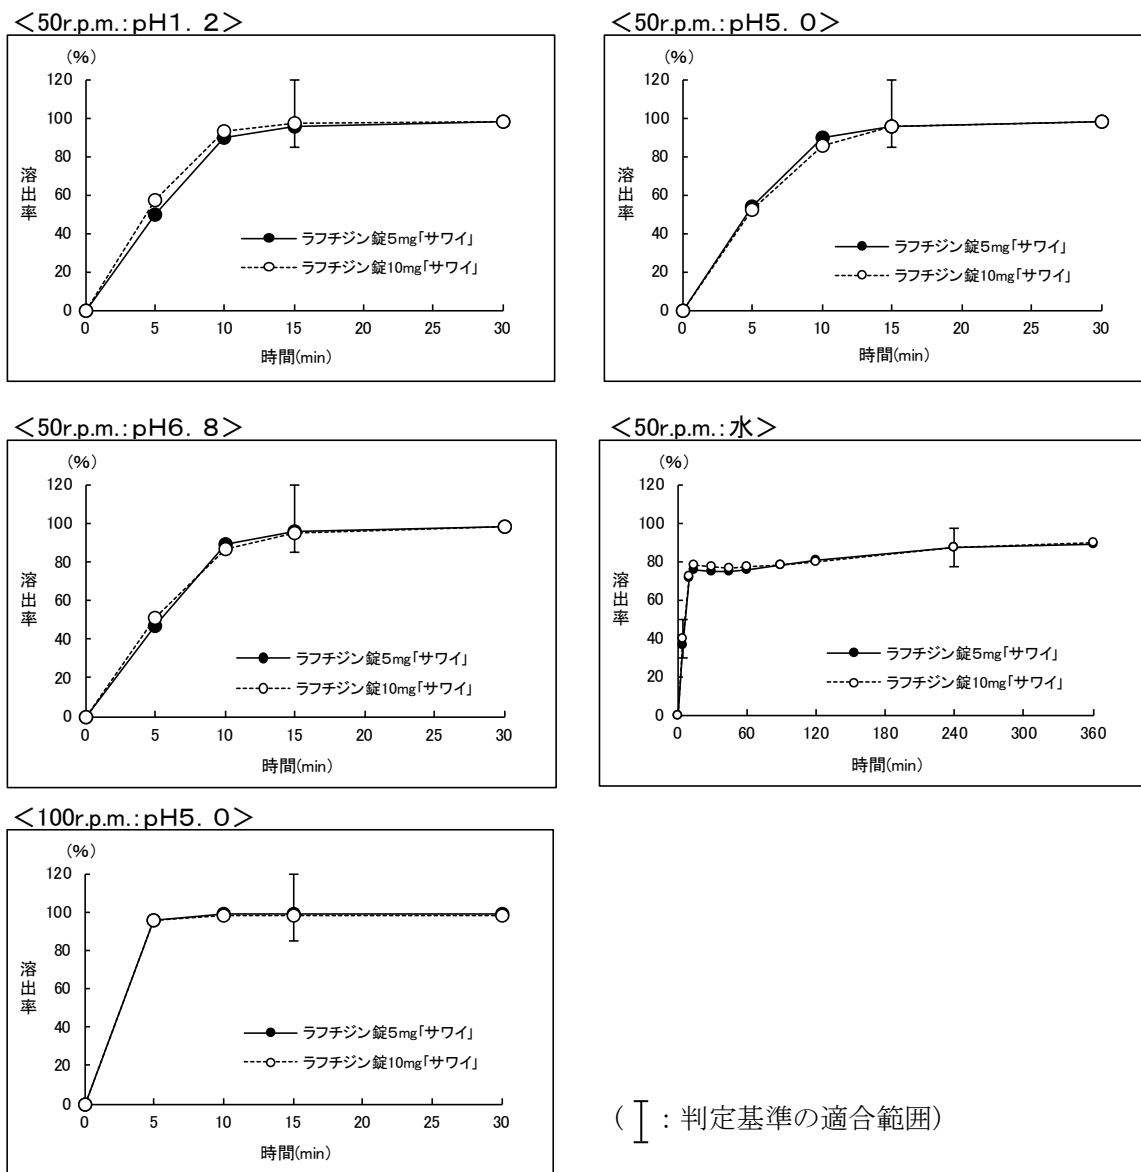 ＜50r.p.m.：pH1．2＞
(%)
120
100
80
60
40
20
0
溶出率
ラフチジン錠5mg｢サワイ｣
ラフチジン錠10mg｢サワイ｣
0 5 10 15 20 25 30
時間(min)
＜50r.p.m.：pH5．0＞
(%)
120
100
80
60
40
20
0
溶出率
ラフチジン錠5mg｢サワイ｣
ラフチジン錠10mg｢サワイ｣
0 5 10 15 20 25 30
時間(min)
＜50r.p.m.：pH6．8＞
(%)
120
100
80
60
40
20
0
溶出率
ラフチジン錠5mg｢サワイ｣
ラフチジン錠10mg｢サワイ｣
0 5 10 15 20 25 30
時間(min)
＜50r.p.m.：水＞
(%)
120
100
80
60
40
20
0
溶出率
ラフチジン錠5mg｢サワイ｣
ラフチジン錠10mg｢サワイ｣
0 60 120 180 240 300 360
時間(min)
＜100r.p.m.：pH5．0＞
(%)
120
100
80
60
40
20
0
溶出率
ラフチジン錠5mg｢サワイ｣
ラフチジン錠10mg｢サワイ｣
0 5 10 15 20 25 30
時間(min)
( ：判定基準の適合範囲)